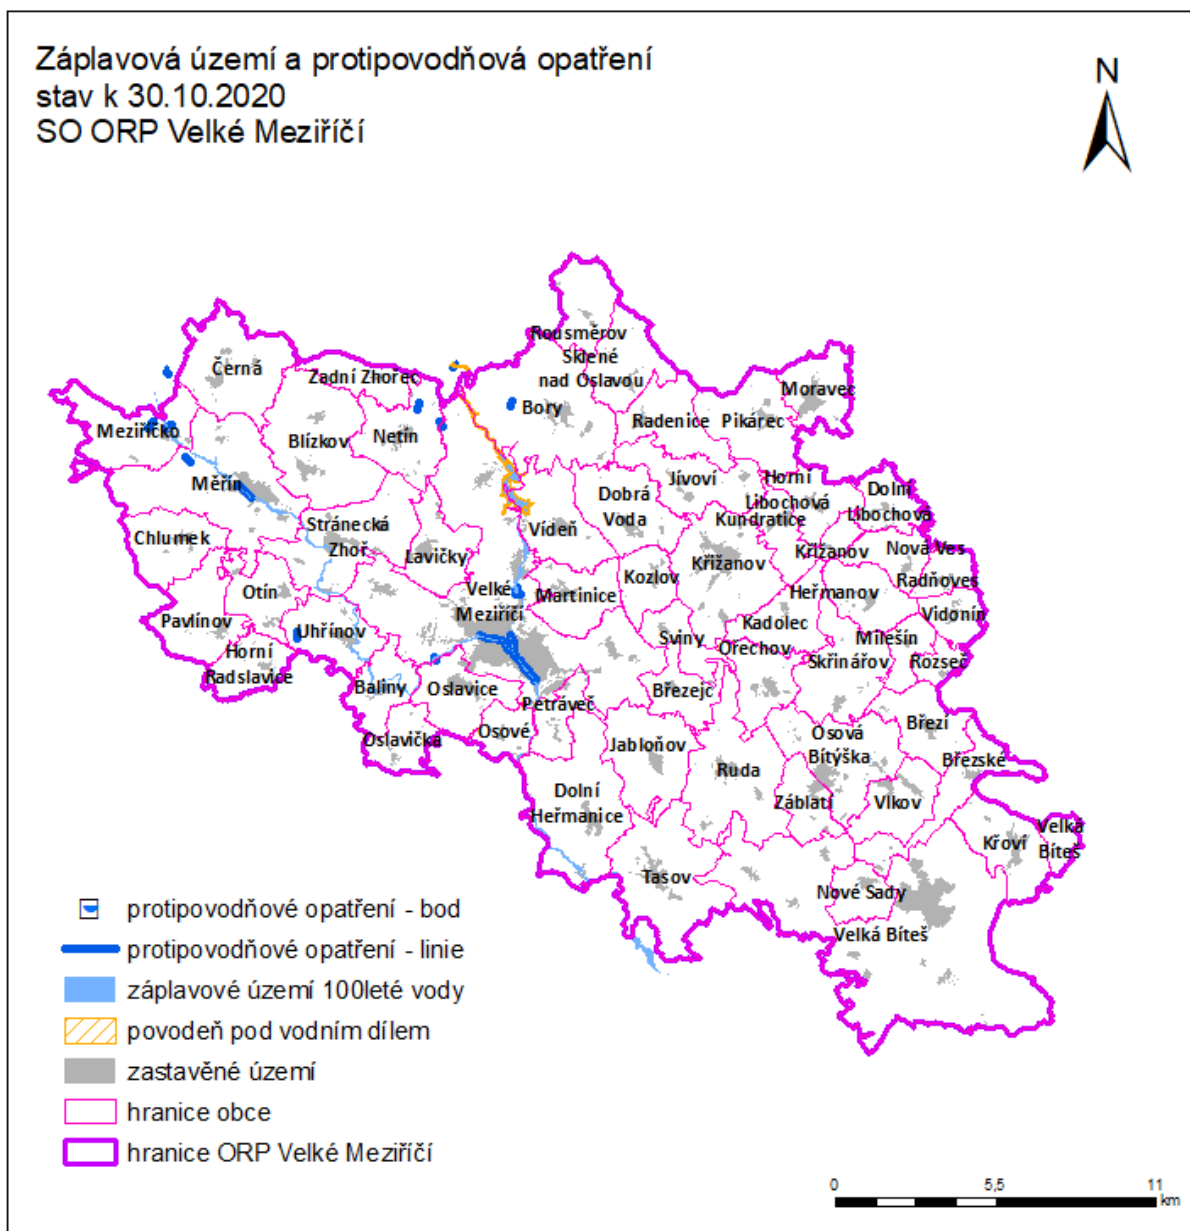 Záplavová území a protipovodňová opatření
stav k 30.10.2020
SO ORP Velké Meziříčí
N
Rousměrov
Sklené
nad Oslavou
Černá
Zadní Zhořec
Moravec
Bory
Radenice
Pikárec
Meziříčko
Blízkov
Netín
Měřín
Jívoví
Horní
Libochová
Dolní
Libochová
Dobrá
Voda
Kundratice
Vídeň
Stránecká
Zhoř
Chlumek
Lavičky
Křižanov
Křižanov
Nová Ves
Radňoves
Kozlov
Otín
Velké
Meziříčí
Martinice
Heřmanov
Vidonín
Pavlínov
Uhřínov
Kadolec
Sviny
Ořechov
Milešín
Skřinářov
Rozseč
Horní
Radslavice
Baliny
Oslavice
Březejc
Petráveč
Osové
Oslavička
Březí
Osová
Bítýška
Jabloňov
Ruda
Březské
Dolní
Heřmanice
Záblatí
Vlkov
Křoví
Velká
Bíteš
Tasov
Nové Sady
Velká Bíteš
protipovodňové opatření - bod
protipovodňové opatření - linie
záplavové území 100leté vody
povodeň pod vodním dílem
zastavěné území
hranice obce
hranice ORP Velké Meziříčí
0 5,5 11
km